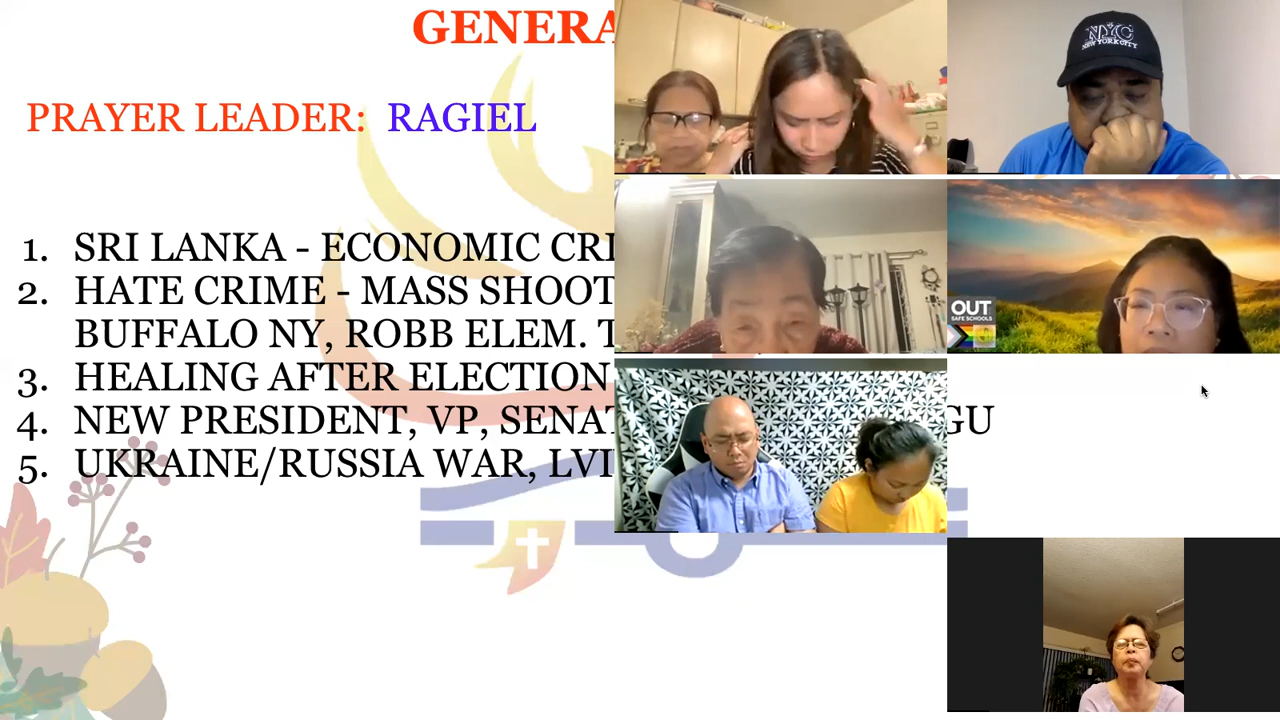 GENERA
PRAYER LEADER: RAGIEL
1. SRI LANKA - ECONOMIC CRI
2. HATE CRIME - MASS SHOOT
BUFFALO NY, ROBB ELEM. T
3. HEALING AFTER ELECTION
4. NEW PRESIDENT, VP, SENAT
GU
5. UKRAINE/RUSSIA WAR, LVI
NYC
NEW YORK CITY
OUT
SAFE SCHOOLS